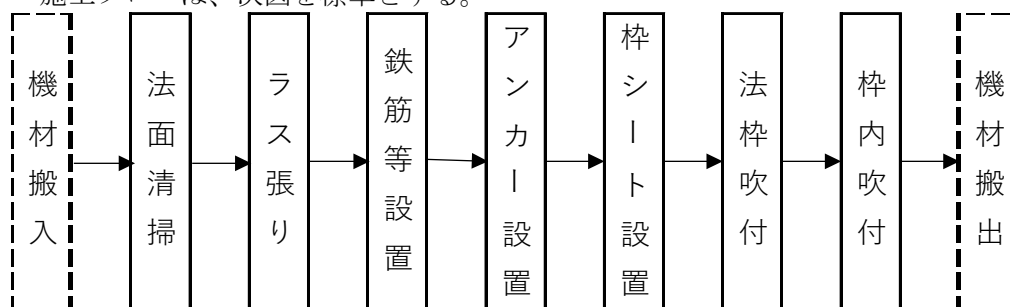 施工フローは、次図を標準とする。
機材搬入
法面清掃
ラス張り
鉄筋等設置
アンカー設置
枠シート設置
法枠吹付
枠内吹付
機材搬出